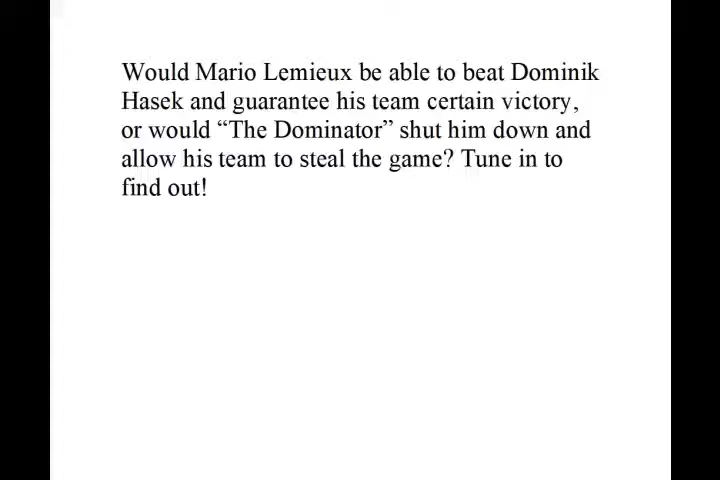 Would Mario Lemieux be able to beat Dominik
Hasek and guarantee his team certain victory,
or would “The Dominator” shut him down and
allow his team to steal the game? Tune in to
find out!